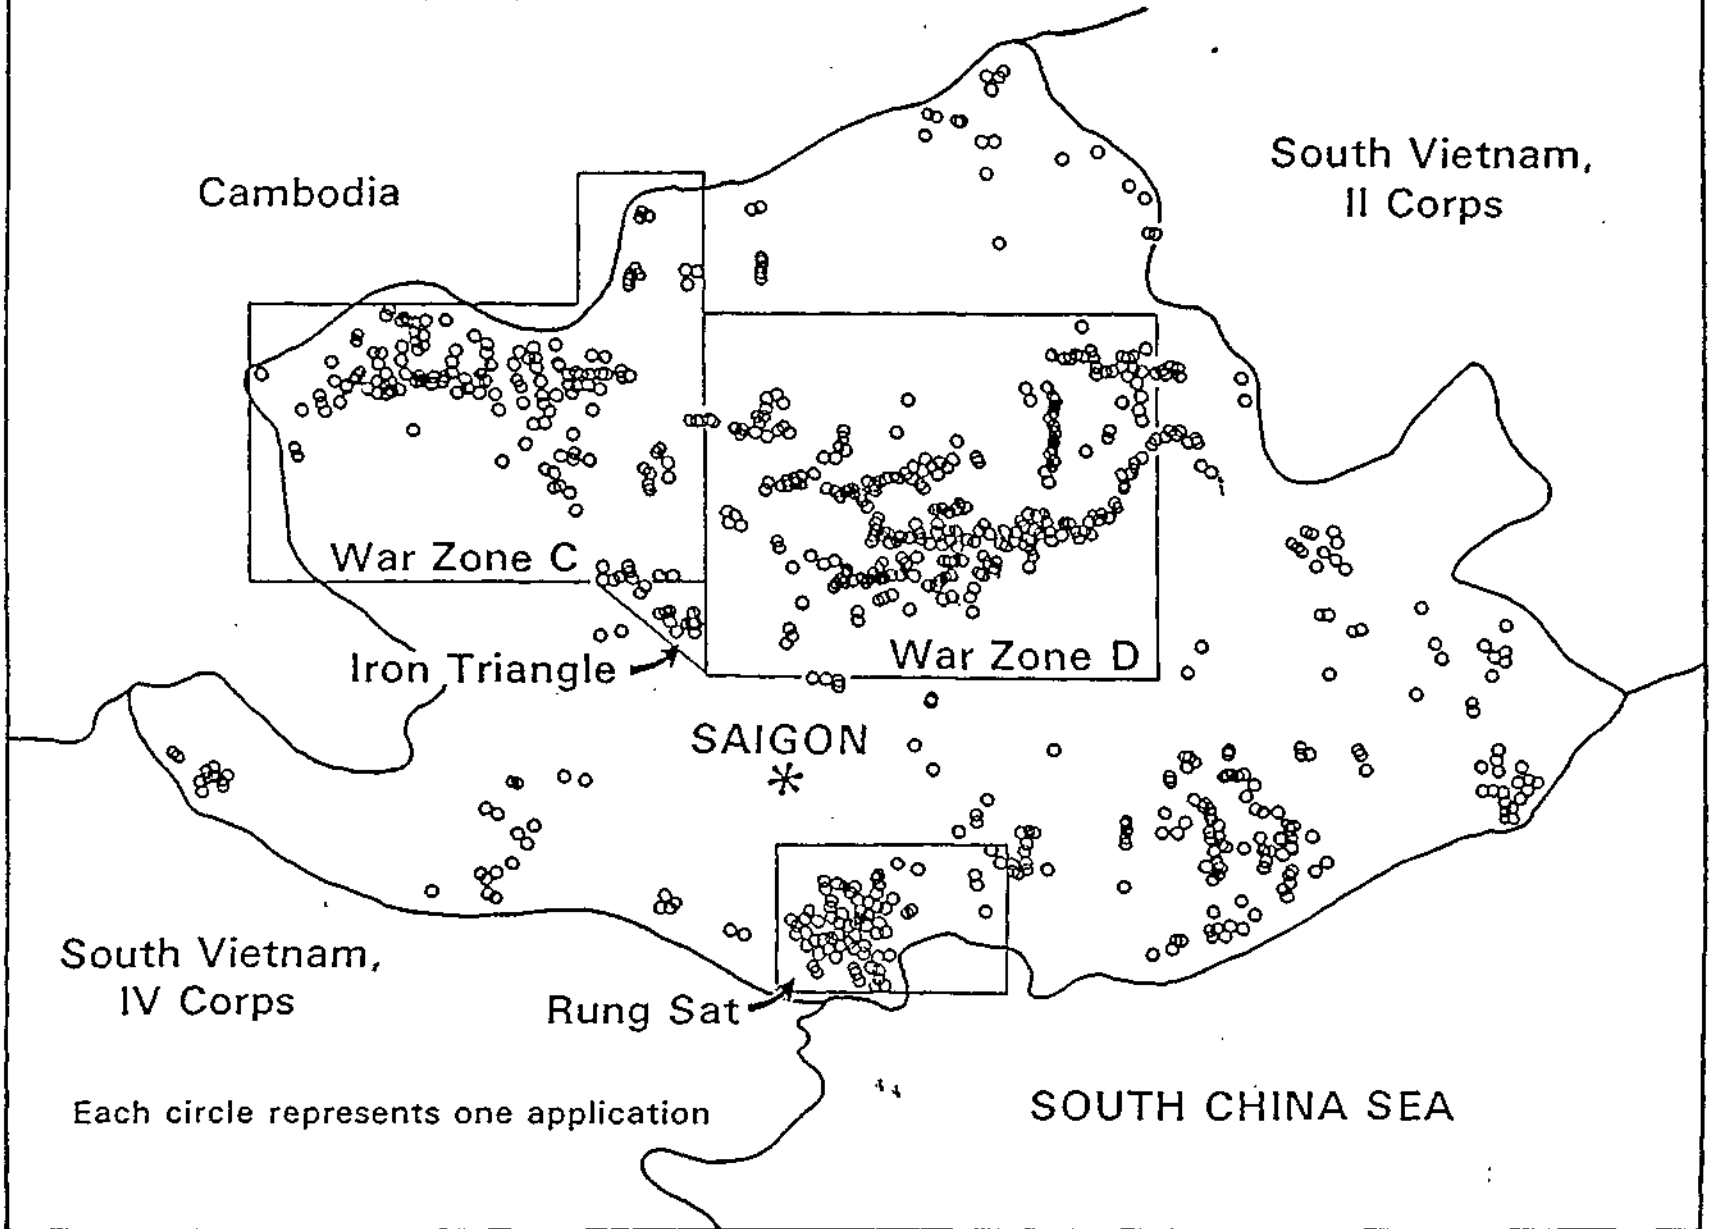 Cambodia
South Vietnam,
II Corps
War Zone C
War Zone D
Iron Triangle
SAIGON
South Vietnam,
IV Corps
Rung Sat
Each circle represents one application
SOUTH CHINA SEA